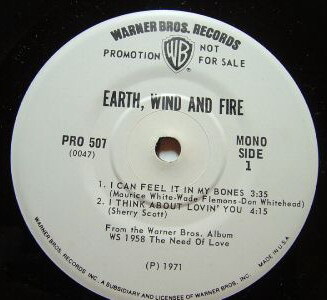 WARNER BROS. RECORDS
PROMOTION NOT
FOR SALE
WB
EARTH, WIND AND FIRE
PRO 507
(0047)
MONO
SIDE
1
1. I CAN FEEL IT IN MY BONES 3:35
(Maurice White-Wade Flemons-Don Whitehead)
2. I THINK ABOUT LOVIN' YOU 4:15
(Sherry Scott)
From the Warner Bros. Album
WS 1958 The Need Of Love
(P) 1971
WARNER BROS. RECORDS INC., A SUBSIDIARY AND LICENSEE OF WARNER BROS. INC.
MADE IN U.S.A.